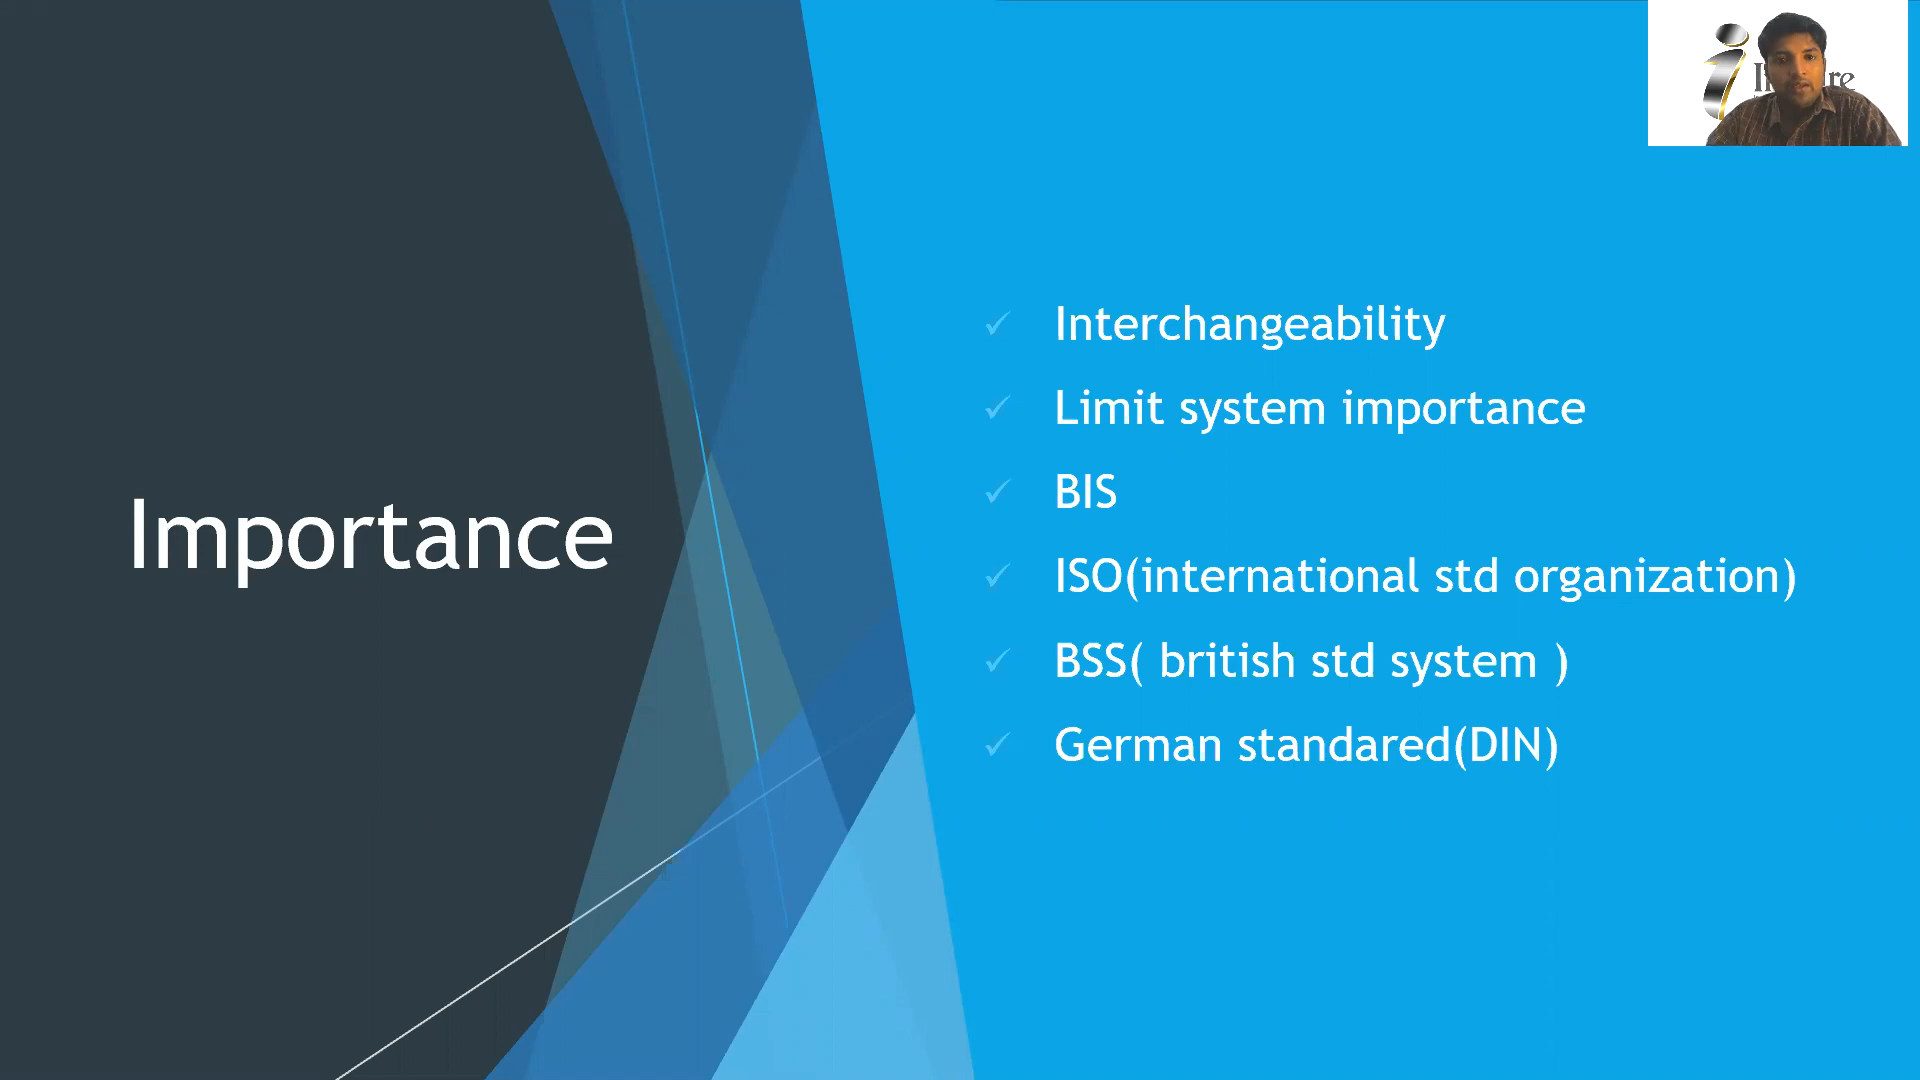 Importance
Interchangeability
Limit system importance
BIS
ISO(international std organization)
BSS( british std system )
German standared(DIN)